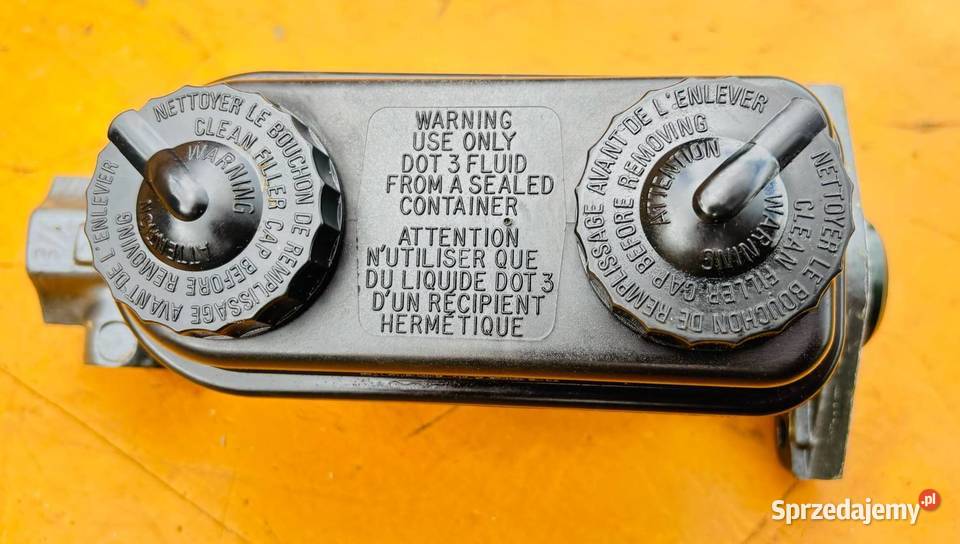 NETTOYER LE BOUCHON DE REMPLISSAGE AVANT DE L'ENLEVER
CLEAN FILLER CAP BEFORE REMOVING
WARNING
ATTENTION
WARNING
USE ONLY
DOT 3 FLUID
FROM A SEALED
CONTAINER
ATTENTION
N'UTILISER QUE
DU LIQUIDE DOT 3
D'UN RÉCIPIENT
HERMÉTIQUE
NETTOYER LE BOUCHON DE REMPLISSAGE AVANT DE L'ENLEVER
CLEAN FILLER CAP BEFORE REMOVING
WARNING
ATTENTION
Sprzedajemy.pl